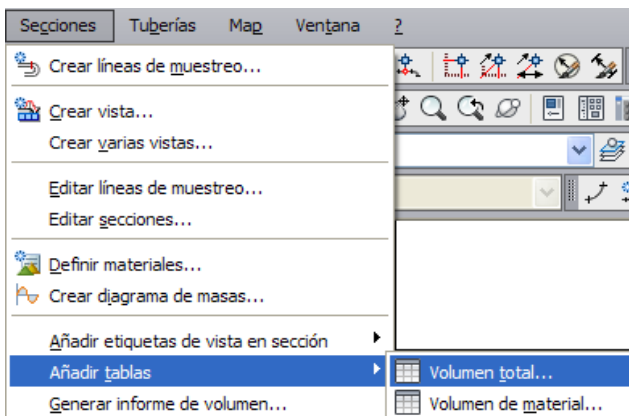 Secciones Tuberías Map Ventana ?
Crear líneas de muestreo...
Crear vista...
Crear varias vistas...
Editar líneas de muestreo...
Editar secciones...
Definir materiales...
Crear diagrama de masas...
Añadir etiquetas de vista en sección
Añadir tablas
Volumen total...
Generar informe de volumen...
Volumen de material...